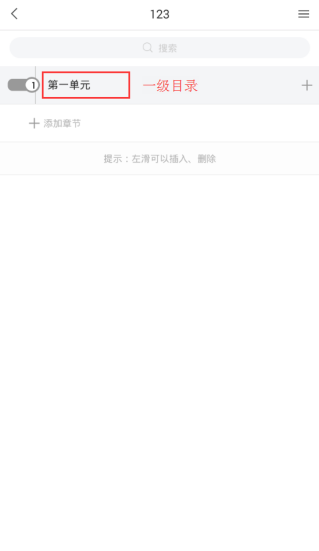 123
搜索
1 第一单元 一级目录
添加章节
提示：左滑可以插入、删除